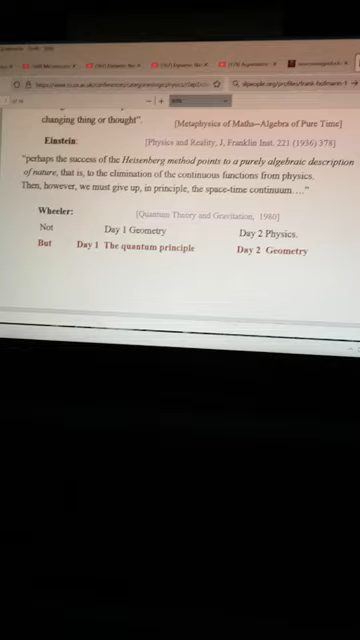 changing thing or thought".
[Metaphysics of Maths—Algebra of Pure Time]
Einstein: [Physics and Reality, J, Franklin Inst. 221 (1936) 378]
"perhaps the success of the Heisenberg method points to a purely algebraic description
of nature, that is, to the elimination of the continuous functions from physics.
Then, however, we must give up, in principle, the space-time continuum…."
Wheeler: [Quantum Theory and Gravitation, 1980]
Not Day 1 Geometry Day 2 Physics.
But Day 1 The quantum principle Day 2 Geometry